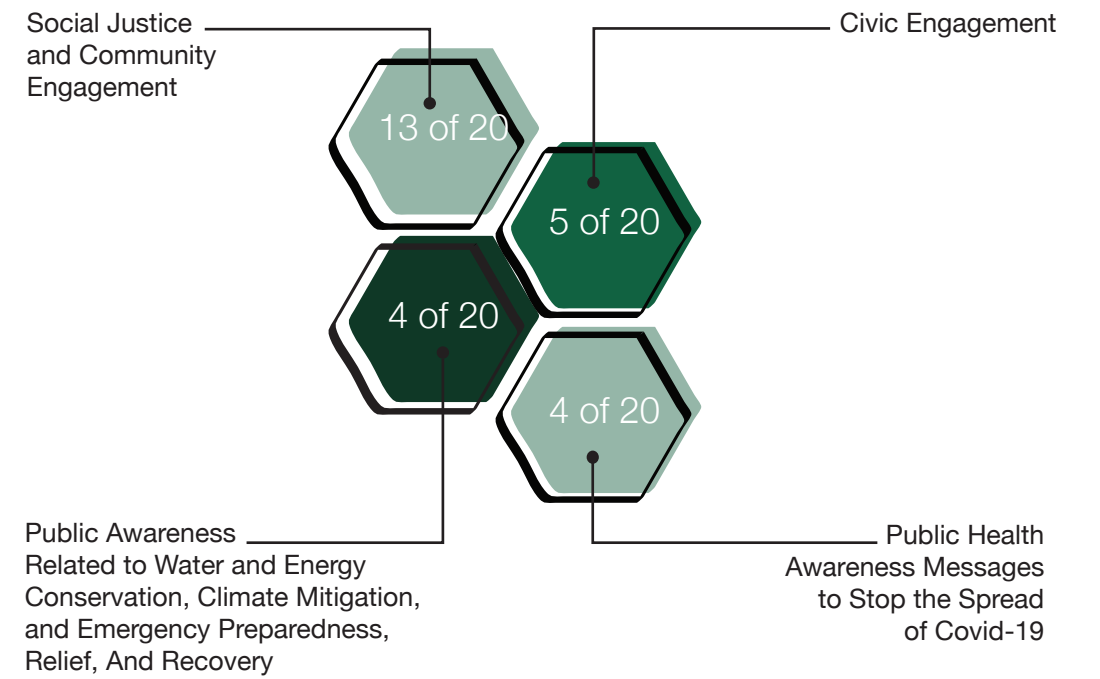 Social Justice
and Community
Engagement
Civic Engagement
13 of 20
5 of 20
4 of 20
4 of 20
Public Awareness
Related to Water and Energy
Conservation, Climate Mitigation,
and Emergency Preparedness,
Relief, And Recovery
Public Health
Awareness Messages
to Stop the Spread
of Covid-19